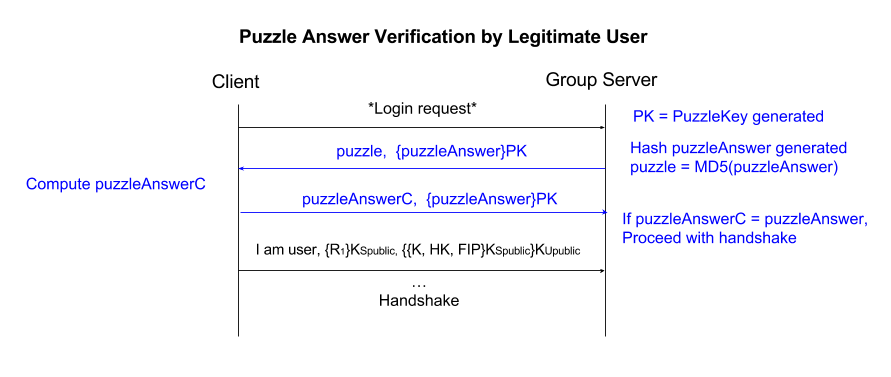 Puzzle Answer Verification by Legitimate User
Client
Group Server
*Login request*
PK = PuzzleKey generated
puzzle, {puzzleAnswer}PK
Hash puzzleAnswer generated
puzzle = MD5(puzzleAnswer)
Compute puzzleAnswerC
puzzleAnswerC, {puzzleAnswer}PK
If puzzleAnswerC = puzzleAnswer,
Proceed with handshake
I am user, {R1}KSpublic, {{K, HK, FIP}KSpublic}KUpublic
...
Handshake